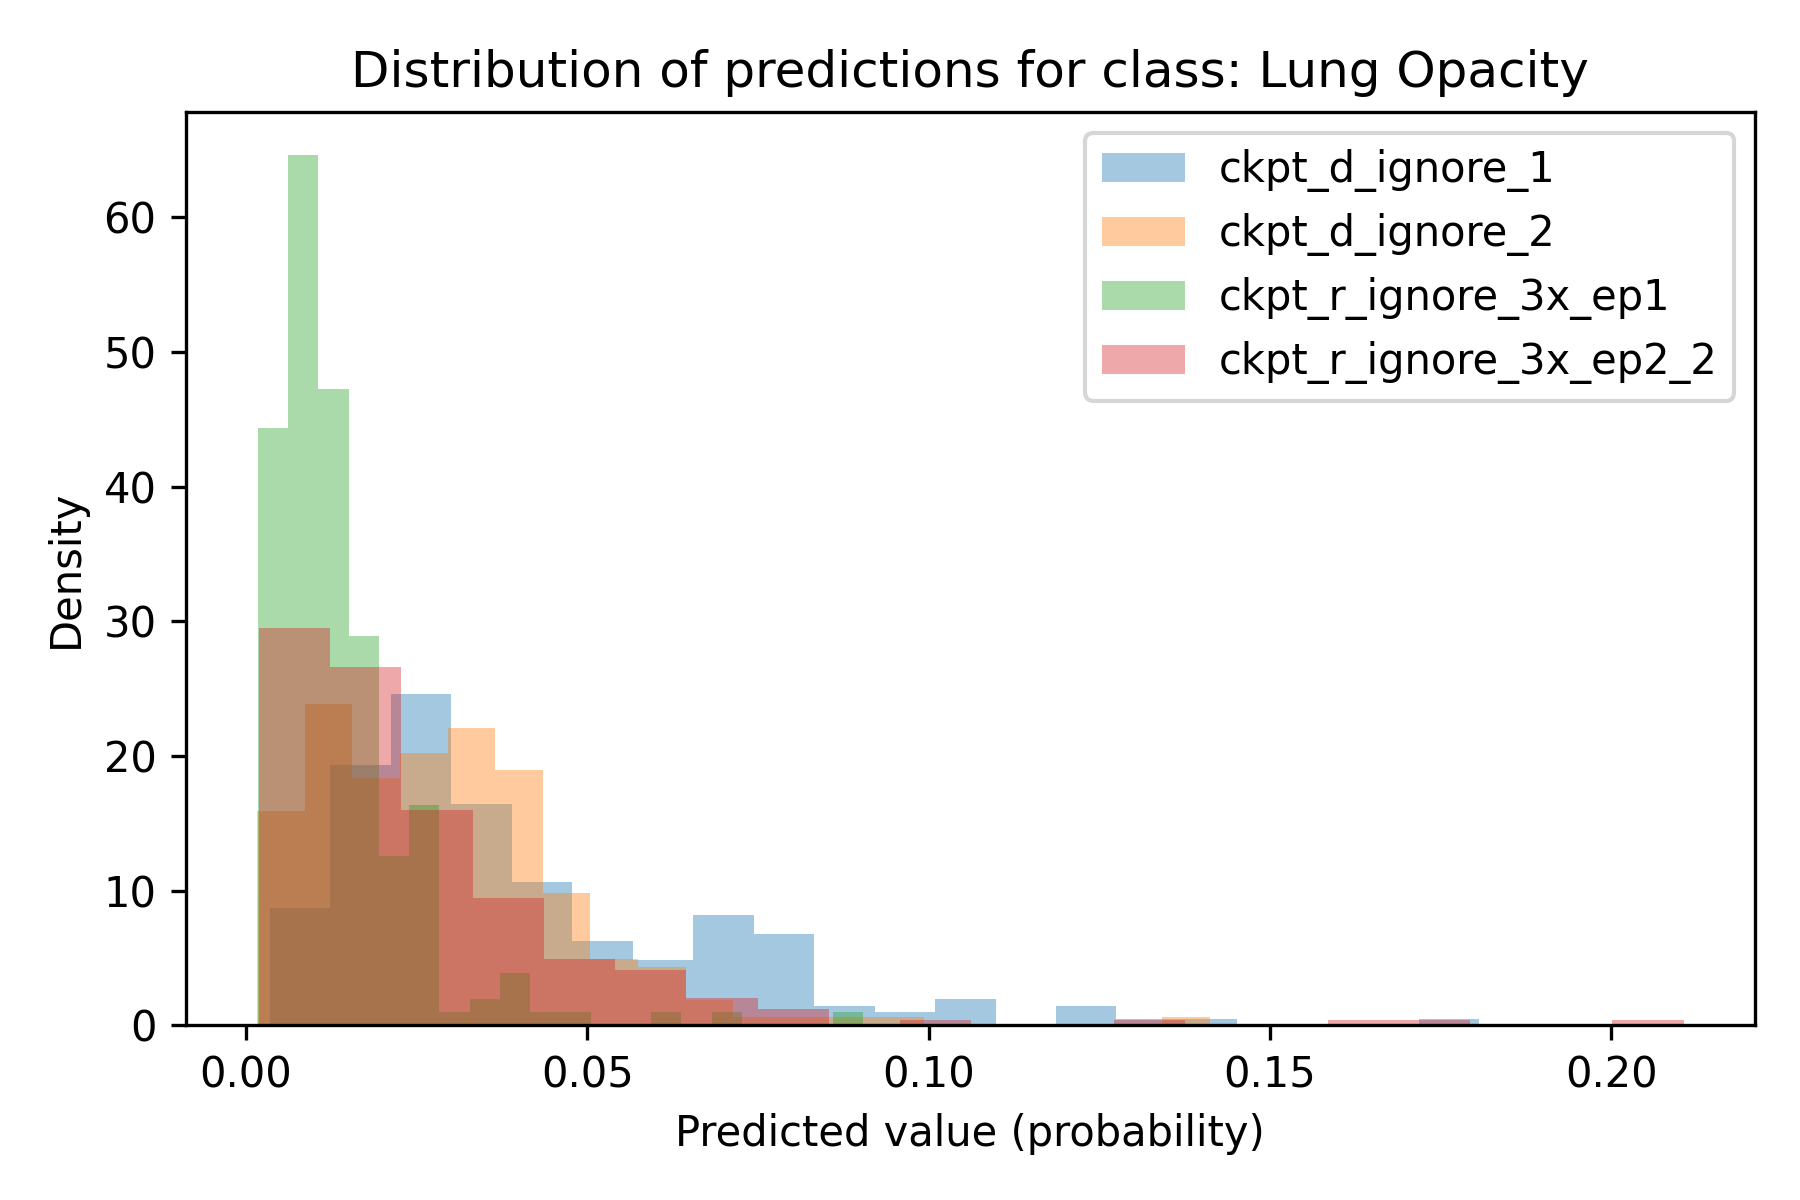 Distribution of predictions for class: Lung Opacity
ckpt_d_ignore_1
ckpt_d_ignore_2
ckpt_r_ignore_3x_ep1
ckpt_r_ignore_3x_ep2_2
Density
60
50
40
30
20
10
0
0.00 0.05 0.10 0.15 0.20
Predicted value (probability)